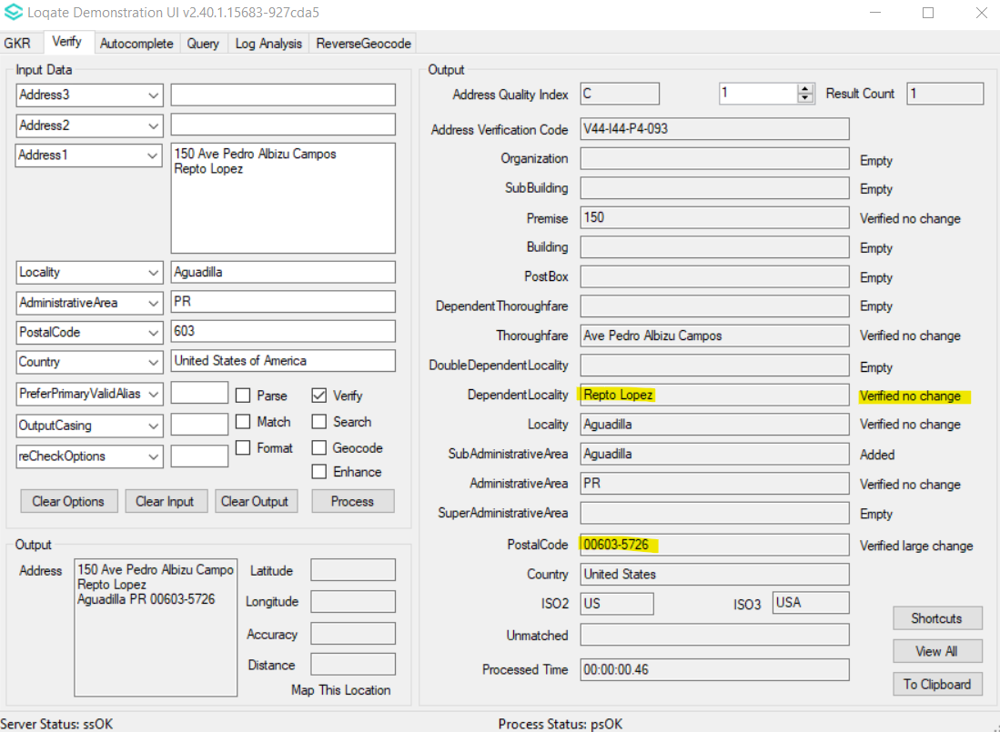 Loqate Demonstration UI v2.40.1.15683-927cda5
GKR Verify Autocomplete Query Log Analysis ReverseGeocode
Input Data
Address3
Address2
Address1
150 Ave Pedro Albizu Campos
Repto Lopez
Locality Aguadilla
AdministrativeArea PR
PostalCode 603
Country United States of America
PreferPrimaryValidAlias Parse Verify
OutputCasing Match Search
reCheckOptions Format Geocode
Enhance
Clear Options Clear Input Clear Output Process
Output
Address
150 Ave Pedro Albizu Campo
Repto Lopez
Aguadilla PR 00603-5726
Latitude
Longitude
Accuracy
Distance
Map This Location
Output
Address Quality Index C 1 Result Count 1
Address Verification Code V44-I44-P4-093
Organization Empty
SubBuilding Empty
Premise 150 Verified no change
Building Empty
PostBox Empty
DependentThoroughfare Empty
Thoroughfare Ave Pedro Albizu Campos Verified no change
DoubleDependentLocality Empty
DependentLocality Repto Lopez Verified no change
Locality Aguadilla Verified no change
SubAdministrativeArea Aguadilla Added
AdministrativeArea PR Verified no change
SuperAdministrativeArea Empty
PostalCode 00603-5726 Verified large change
Country United States
ISO2 US ISO3 USA
Unmatched
Processed Time 00:00:00.46
Shortcuts
View All
To Clipboard
Server Status: ssOK Process Status: psOK